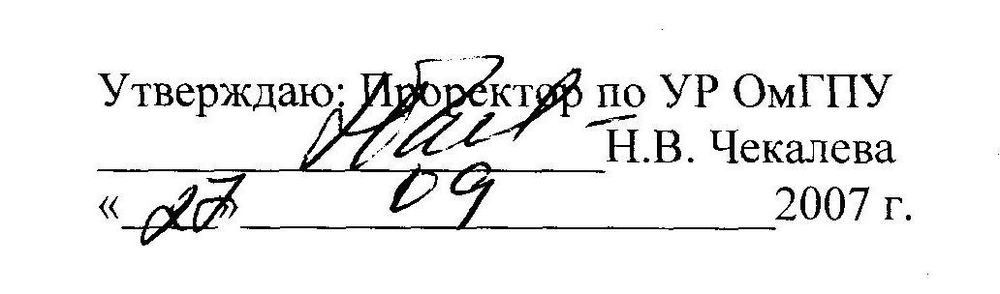 Утверждаю: Проректор по УР ОмГПУ
Н.В. Чекалева
«27» 09 2007 г.